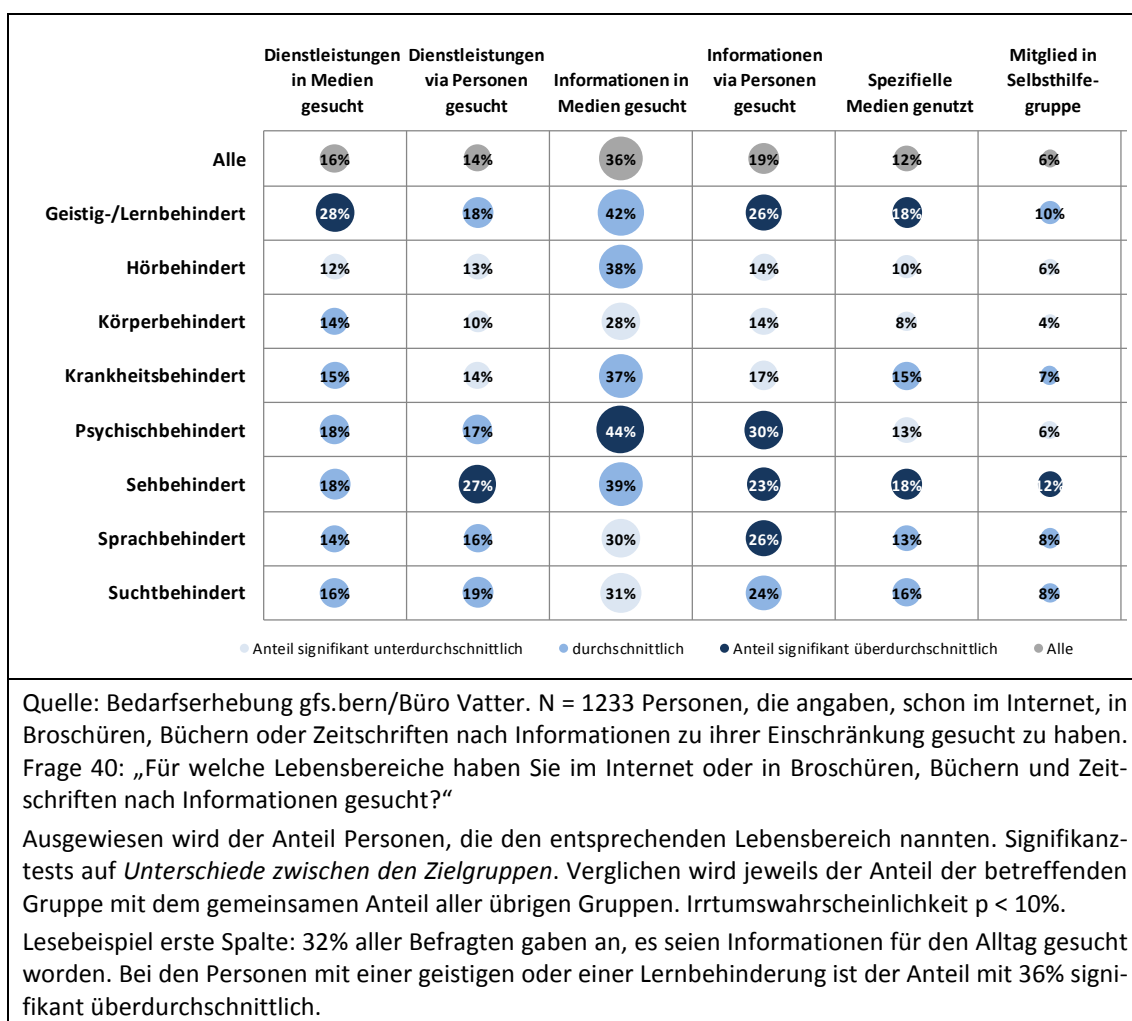 Dienstleistungen in Medien gesucht
Dienstleistungen via Personen gesucht
Informationen in Medien gesucht
Informationen via Personen gesucht
Spezifielle Medien genutzt
Mitglied in Selbsthilfe-gruppe
Alle 16% 14% 36% 19% 12% 6%
Geistig-/Lernbehindert 28% 18% 42% 26% 18% 10%
Hörbehindert 12% 13% 38% 14% 10% 6%
Körperbehindert 14% 10% 28% 14% 8% 4%
Krankheitsbehindert 15% 14% 37% 17% 15% 7%
Psychischbehindert 18% 17% 44% 30% 13% 6%
Sehbehindert 18% 27% 39% 23% 18% 12%
Sprachbehindert 14% 16% 30% 26% 13% 8%
Suchtbehindert 16% 19% 31% 24% 16% 8%
Anteil signifikant unterdurchschnittlich durchschnittlich Anteil signifikant überdurchschnittlich Alle
Quelle: Bedarfserhebung gfs.bern/Büro Vatter. N = 1233 Personen, die angaben, schon im Internet, in
Broschüren, Büchern oder Zeitschriften nach Informationen zu ihrer Einschränkung gesucht zu haben.
Frage 40: „Für welche Lebensbereiche haben Sie im Internet oder in Broschüren, Büchern und Zeit-
schriften nach Informationen gesucht?“
Ausgewiesen wird der Anteil Personen, die den entsprechenden Lebensbereich nannten. Signifikanz-
tests auf Unterschiede zwischen den Zielgruppen. Verglichen wird jeweils der Anteil der betreffenden
Gruppe mit dem gemeinsamen Anteil aller übrigen Gruppen. Irrtumswahrscheinlichkeit p < 10%.
Lesebeispiel erste Spalte: 32% aller Befragten gaben an, es seien Informationen für den Alltag gesucht
worden. Bei den Personen mit einer geistigen oder einer Lernbehinderung ist der Anteil mit 36% signi-
fikant überdurchschnittlich.